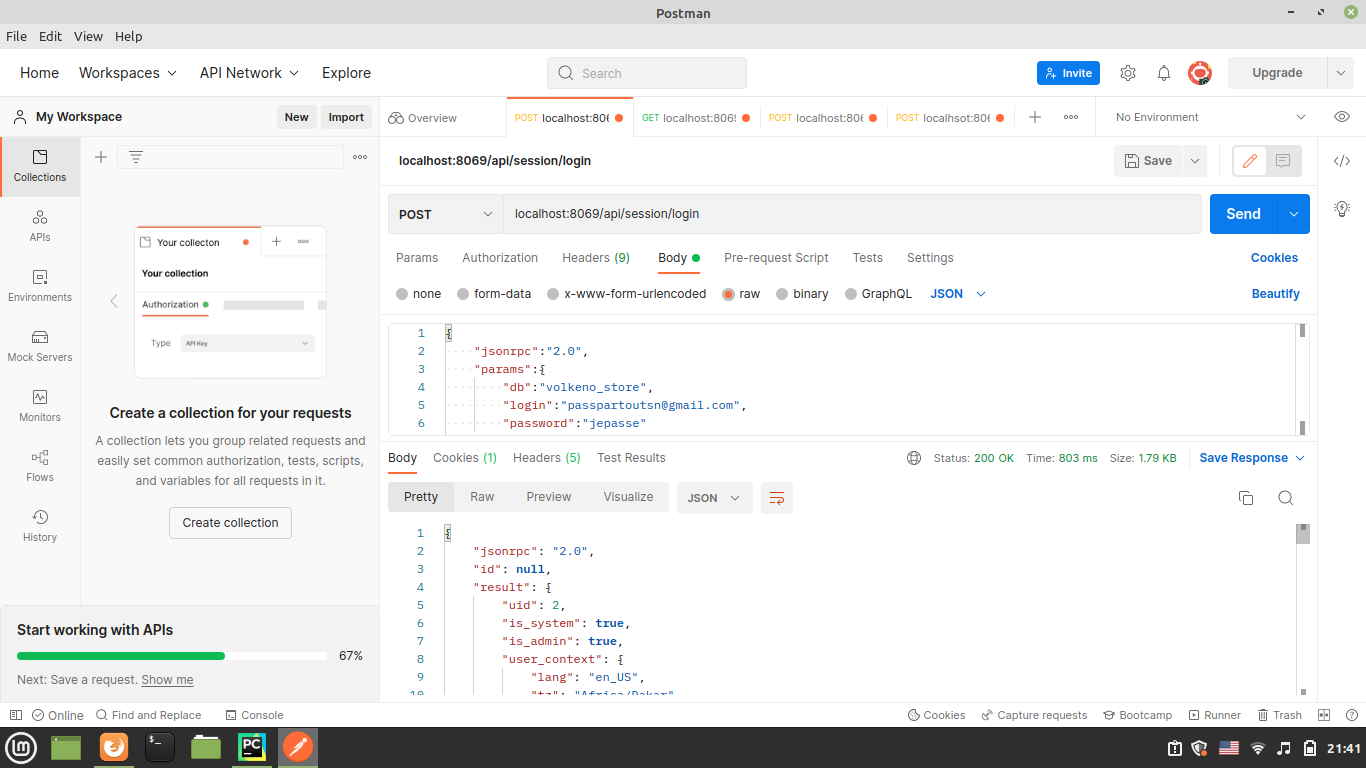 Postman
File Edit View Help
Home Workspaces API Network Explore Search Invite Upgrade
My Workspace New Import
Overview POST localhost:806 GET localhost:8069 POST localhost:806 POST localhsot:806 No Environment
Collections
APIs
Environments
Mock Servers
Monitors
Flows
History
Your collecton
Your collection
Authorization
Type API Key
Create a collection for your requests
A collection lets you group related requests and
easily set common authorization, tests, scripts,
and variables for all requests in it.
Create collection
Start working with APIs
67%
Next: Save a request. Show me
localhost:8069/api/session/login Save
POST localhost:8069/api/session/login Send
Params Authorization Headers (9) Body Pre-request Script Tests Settings Cookies
none form-data x-www-form-urlencoded raw binary GraphQL JSON Beautify
1 {
2 "jsonrpc":"2.0",
3 "params":{
4 "db":"volkeno_store",
5 "login":"passpartoutsn@gmail.com",
6 "password":"jepasse"
Body Cookies (1) Headers (5) Test Results Status: 200 OK Time: 803 ms Size: 1.79 KB Save Response
Pretty Raw Preview Visualize JSON
1 {
2 "jsonrpc": "2.0",
3 "id": null,
4 "result": {
5 "uid": 2,
6 "is_system": true,
7 "is_admin": true,
8 "user_context": {
9 "lang": "en_US",
10 "tz": "Africa/Dakar"
Online Find and Replace Console Cookies Capture requests Bootcamp Runner Trash
PC
21:41